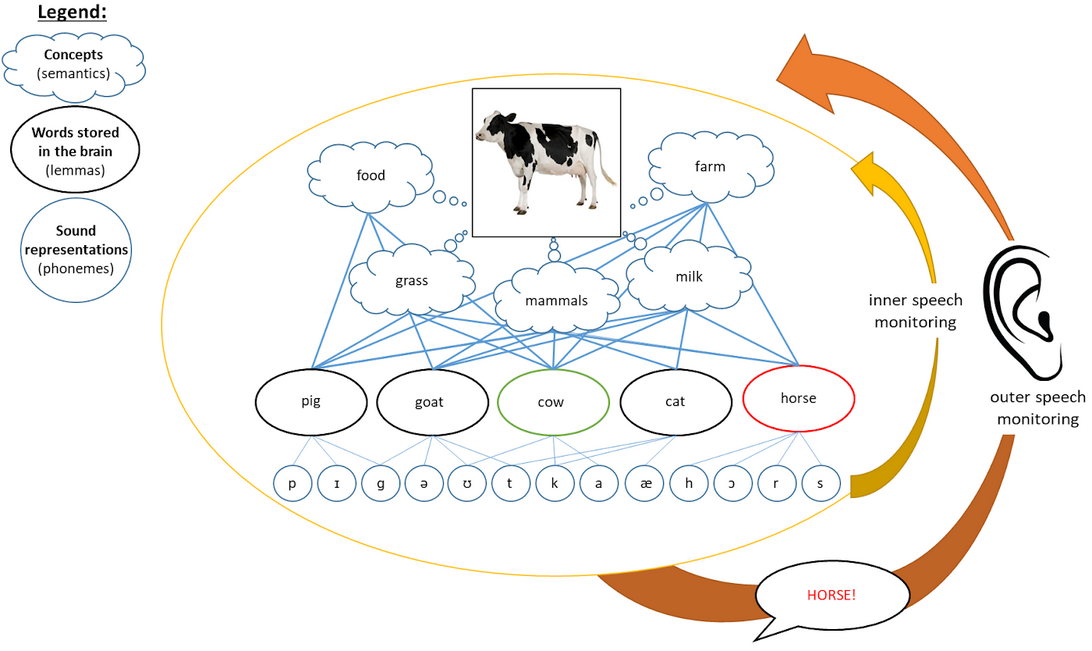 Legend:
Concepts
(semantics)
Words stored
in the brain
(lemmas)
Sound
representations
(phonemes)
food
farm
grass
mammals
milk
pig
goat
cow
cat
horse
p ɪ g ə ʊ t k a æ h ɔ r s
inner speech
monitoring
outer speech
monitoring
HORSE!